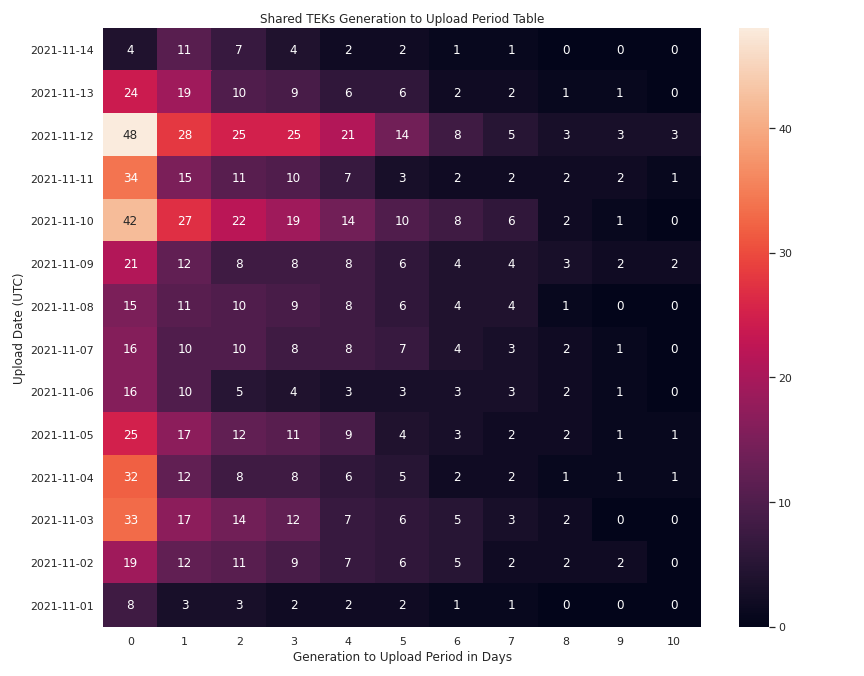 Shared TEKs Generation to Upload Period Table
Upload Date (UTC)
2021-11-14 4 11 7 4 2 2 1 1 0 0 0
2021-11-13 24 19 10 9 6 6 2 2 1 1 0
2021-11-12 48 28 25 25 21 14 8 5 3 3 3
2021-11-11 34 15 11 10 7 3 2 2 2 2 1
2021-11-10 42 27 22 19 14 10 8 6 2 1 0
2021-11-09 21 12 8 8 8 6 4 4 3 2 2
2021-11-08 15 11 10 9 8 6 4 4 1 0 0
2021-11-07 16 10 10 8 8 7 4 3 2 1 0
2021-11-06 16 10 5 4 3 3 3 3 2 1 0
2021-11-05 25 17 12 11 9 4 3 2 2 1 1
2021-11-04 32 12 8 8 6 5 2 2 1 1 1
2021-11-03 33 17 14 12 7 6 5 3 2 0 0
2021-11-02 19 12 11 9 7 6 5 2 2 2 0
2021-11-01 8 3 3 2 2 2 1 1 0 0 0
0 1 2 3 4 5 6 7 8 9 10
Generation to Upload Period in Days
40
30
20
10
0